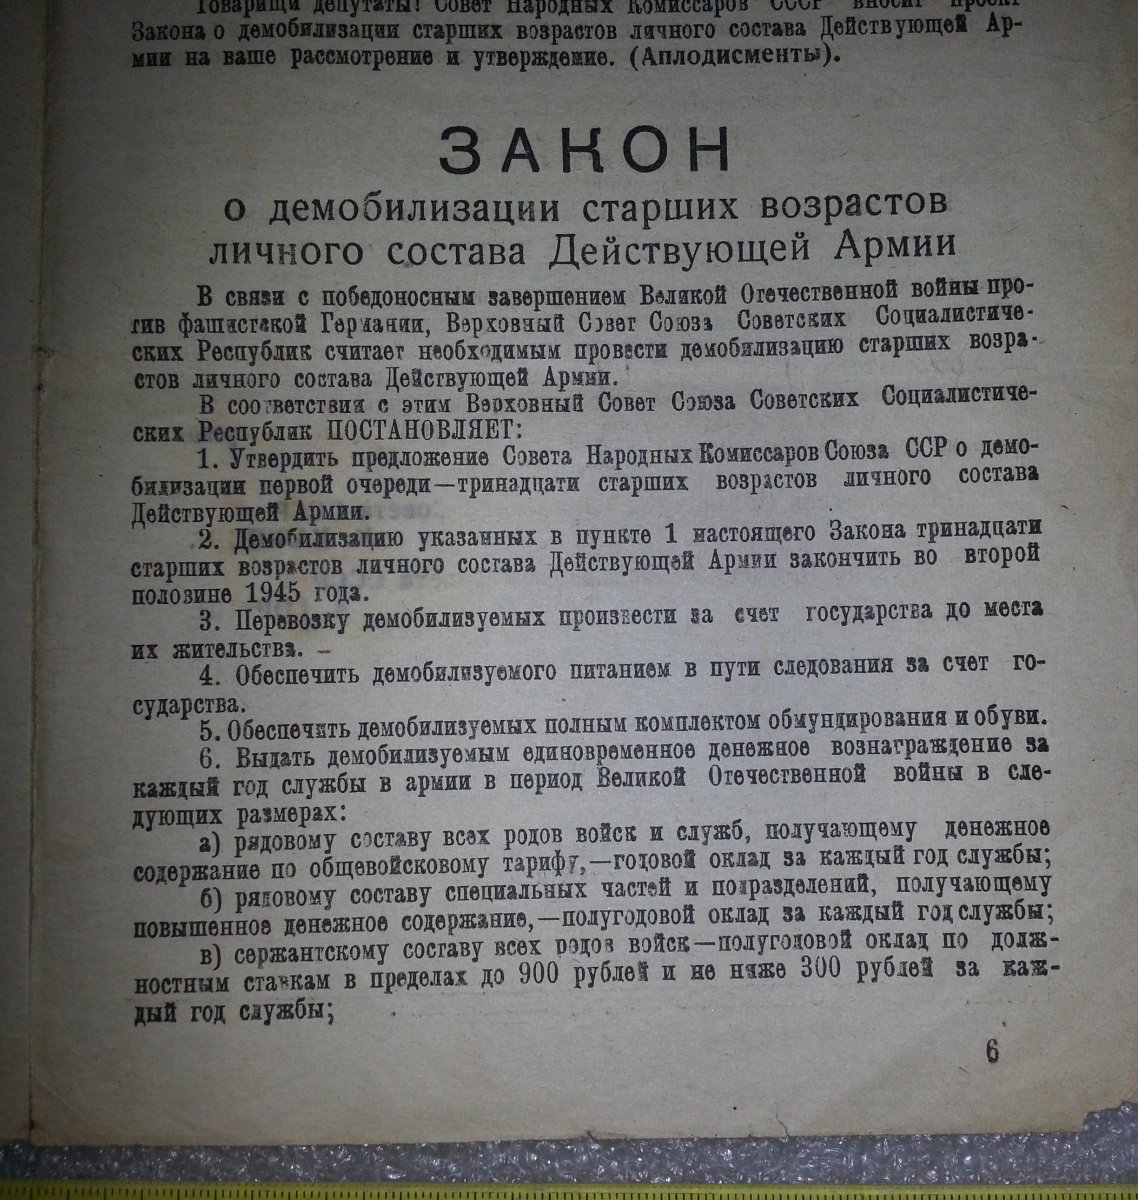 Товарищи депутаты! Совет Народных Комиссаров СССР вносит проект
Закона о демобилизации старших возрастов личного состава Действующей Ар-
мии на ваше рассмотрение и утверждение. (Аплодисменты).
ЗАКОН
о демобилизации старших возрастов
личного состава Действующей Армии
В связи с победоносным завершением Великой Отечественной войны про-
тив фашистской Германии, Верховный Совет Союза Советских Социалистиче-
ских Республик считает необходимым провести демобилизацию старших возра-
стов личного состава Действующей Армии.
В соответствии с этим Верховный Совет Союза Советских Социалистиче-
ских Республик ПОСТАНОВЛЯЕТ:
1. Утвердить предложение Совета Народных Комиссаров Союза ССР о демо-
билизации первой очереди—тринадцати старших возрастов личного состава
Действующей Армии.
2. Демобилизацию указанных в пункте 1 настоящего Закона тринадцати
старших возрастов личного состава Действующей Армии закончить во второй
половине 1945 года.
3. Перевозку демобилизуемых произвести за счет государства до места
их жительства.
4. Обеспечить демобилизуемого питанием в пути следования за счет го-
сударства.
5. Обеспечить демобилизуемых полным комплектом обмундирования и обуви.
6. Выдать демобилизуемым единовременное денежное вознаграждение за
каждый год службы в армии в период Великой Отечественной войны в сле-
дующих размерах:
а) рядовому составу всех родов войск и служб, получающему денежное
содержание по общевойсковому тарифу,—годовой оклад за каждый год службы;
б) рядовому составу специальных частей и подразделений, получающему
повышенное денежное содержание,—полугодовой оклад за каждый год службы;
в) сержантскому составу всех родов войск—полугодовой оклад по долж-
ностным ставкам в пределах до 900 рублей и не ниже 300 рублей за каж-
дый год службы;
6